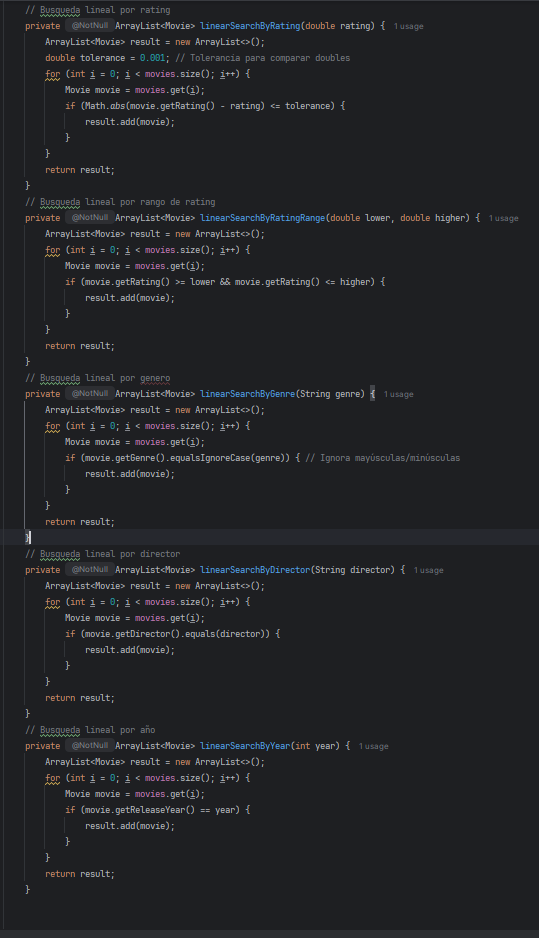 // Busqueda lineal por rating
private @NotNull ArrayList<Movie> linearSearchByRating(double rating) { 1 usage
ArrayList<Movie> result = new ArrayList<>();
double tolerance = 0.001; // Tolerancia para comparar doubles
for (int i = 0; i < movies.size(); i++) {
Movie movie = movies.get(i);
if (Math.abs(movie.getRating() - rating) <= tolerance) {
result.add(movie);
}
}
return result;
}
// Busqueda lineal por rango de rating
private @NotNull ArrayList<Movie> linearSearchByRatingRange(double lower, double higher) { 1 usage
ArrayList<Movie> result = new ArrayList<>();
for (int i = 0; i < movies.size(); i++) {
Movie movie = movies.get(i);
if (movie.getRating() >= lower && movie.getRating() <= higher) {
result.add(movie);
}
}
return result;
}
// Busqueda lineal por genero
private @NotNull ArrayList<Movie> linearSearchByGenre(String genre) { 1 usage
ArrayList<Movie> result = new ArrayList<>();
for (int i = 0; i < movies.size(); i++) {
Movie movie = movies.get(i);
if (movie.getGenre().equalsIgnoreCase(genre)) { // Ignora mayúsculas/minúsculas
result.add(movie);
}
}
return result;
}
// Busqueda lineal por director
private @NotNull ArrayList<Movie> linearSearchByDirector(String director) { 1 usage
ArrayList<Movie> result = new ArrayList<>();
for (int i = 0; i < movies.size(); i++) {
Movie movie = movies.get(i);
if (movie.getDirector().equals(director)) {
result.add(movie);
}
}
return result;
}
// Busqueda lineal por año
private @NotNull ArrayList<Movie> linearSearchByYear(int year) { 1 usage
ArrayList<Movie> result = new ArrayList<>();
for (int i = 0; i < movies.size(); i++) {
Movie movie = movies.get(i);
if (movie.getReleaseYear() == year) {
result.add(movie);
}
}
return result;
}